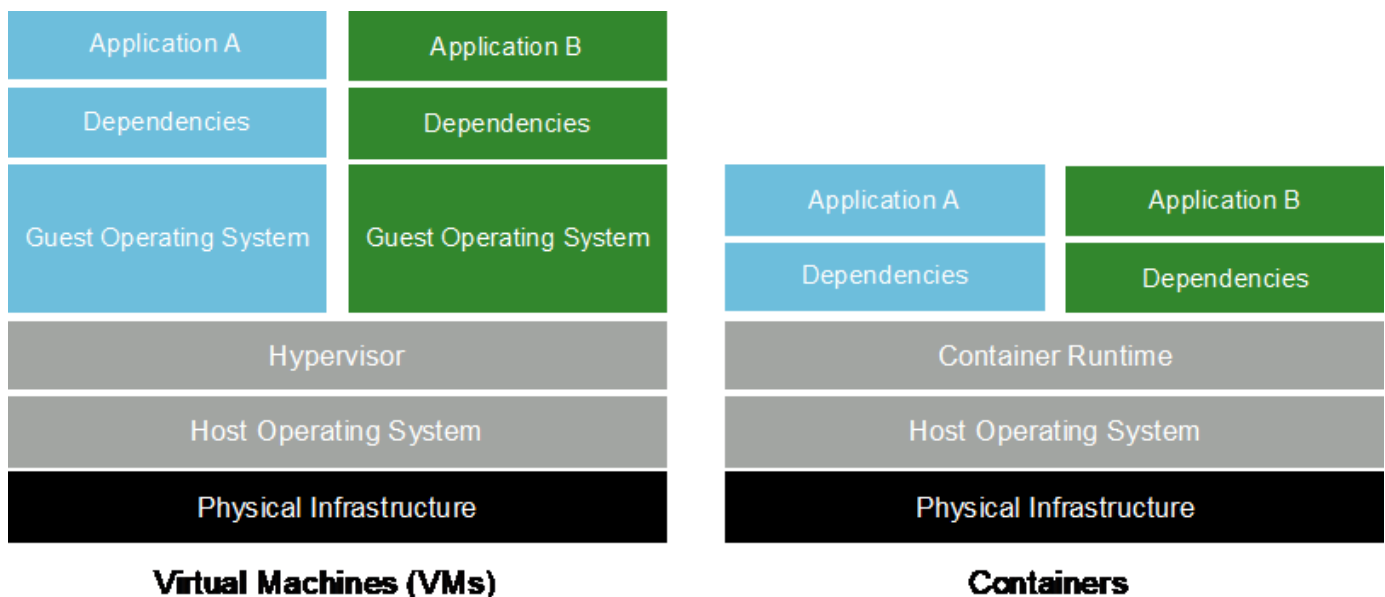 Application A
Application B
Dependencies
Dependencies
Guest Operating System
Guest Operating System
Hypervisor
Host Operating System
Physical Infrastructure
Virtual Machines (VMs)
Application A
Application B
Dependencies
Dependencies
Container Runtime
Host Operating System
Physical Infrastructure
Containers